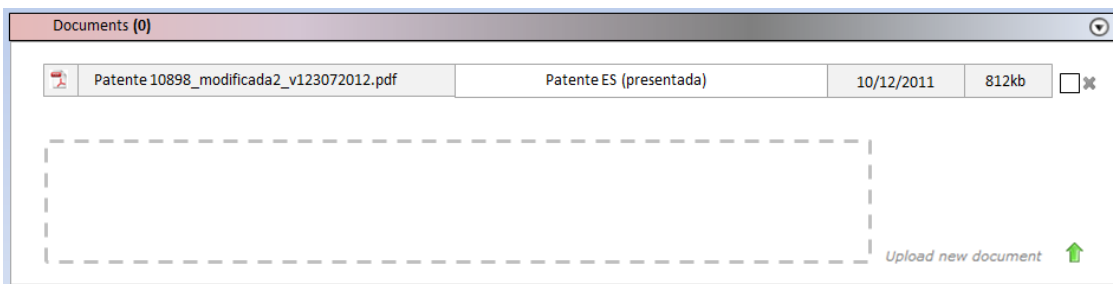 Documents (0)
Patente 10898_modificada2_v123072012.pdf Patente ES (presentada) 10/12/2011 812kb
Upload new document